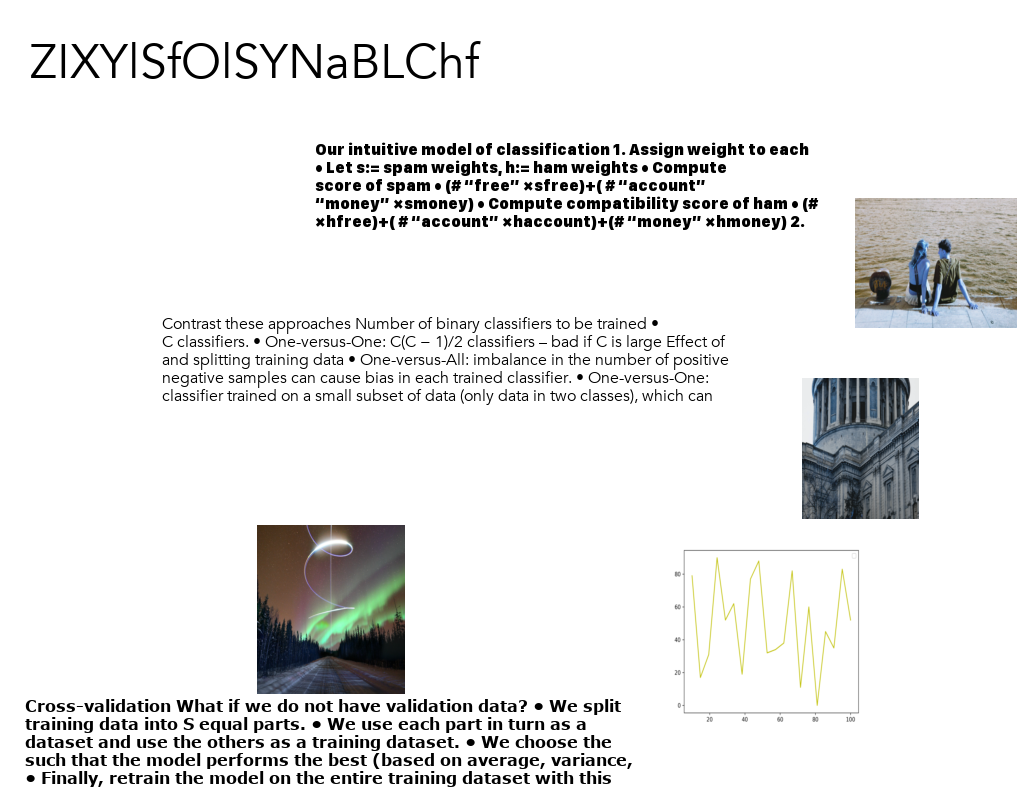 ZIXYlSfOlSYNaBLChf
Our intuitive model of classification 1. Assign weight to each
• Let s:= spam weights, h:= ham weights • Compute
score of spam • (# “free” ×sfree)+( # “account”
“money” ×smoney) • Compute compatibility score of ham • (#
×hfree)+( # “account” ×haccount)+(# “money” ×hmoney) 2.
Contrast these approaches Number of binary classifiers to be trained •
C classifiers. • One-versus-One: C(C − 1)/2 classifiers – bad if C is large Effect of
and splitting training data • One-versus-All: imbalance in the number of positive
negative samples can cause bias in each trained classifier. • One-versus-One:
classifier trained on a small subset of data (only data in two classes), which can
80
60
40
20
0
20 40 60 80 100
Cross-validation What if we do not have validation data? • We split
training data into S equal parts. • We use each part in turn as a
dataset and use the others as a training dataset. • We choose the
such that the model performs the best (based on average, variance,
• Finally, retrain the model on the entire training dataset with this